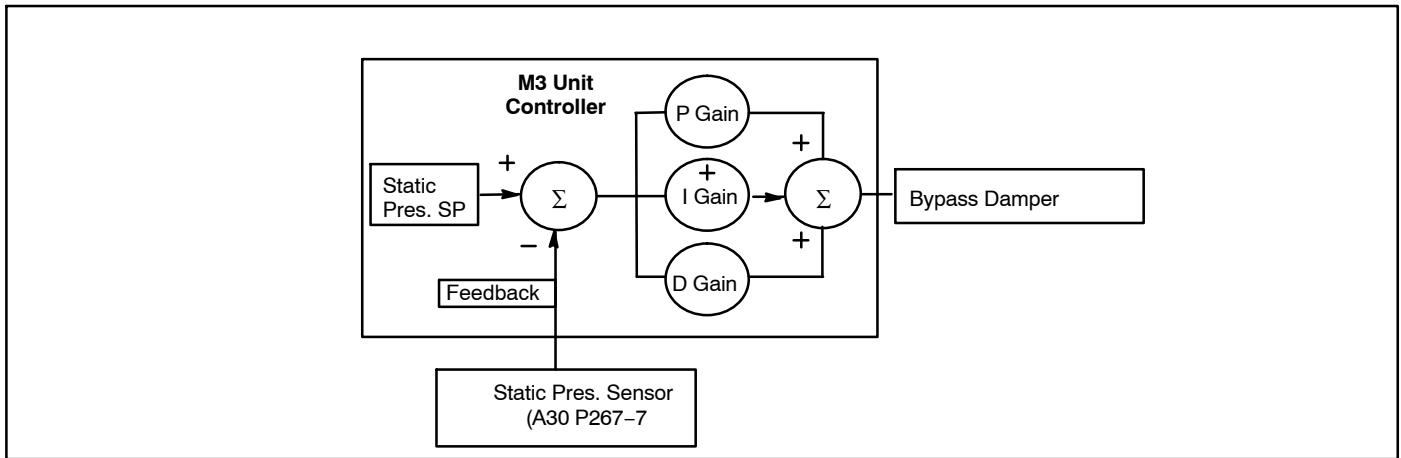 M3 Unit
Controller
P Gain
+
+
Static
Pres. SP
Σ
+
I Gain
Σ
Bypass Damper
−
+
Feedback
D Gain
Static Pres. Sensor
(A30 P267−7